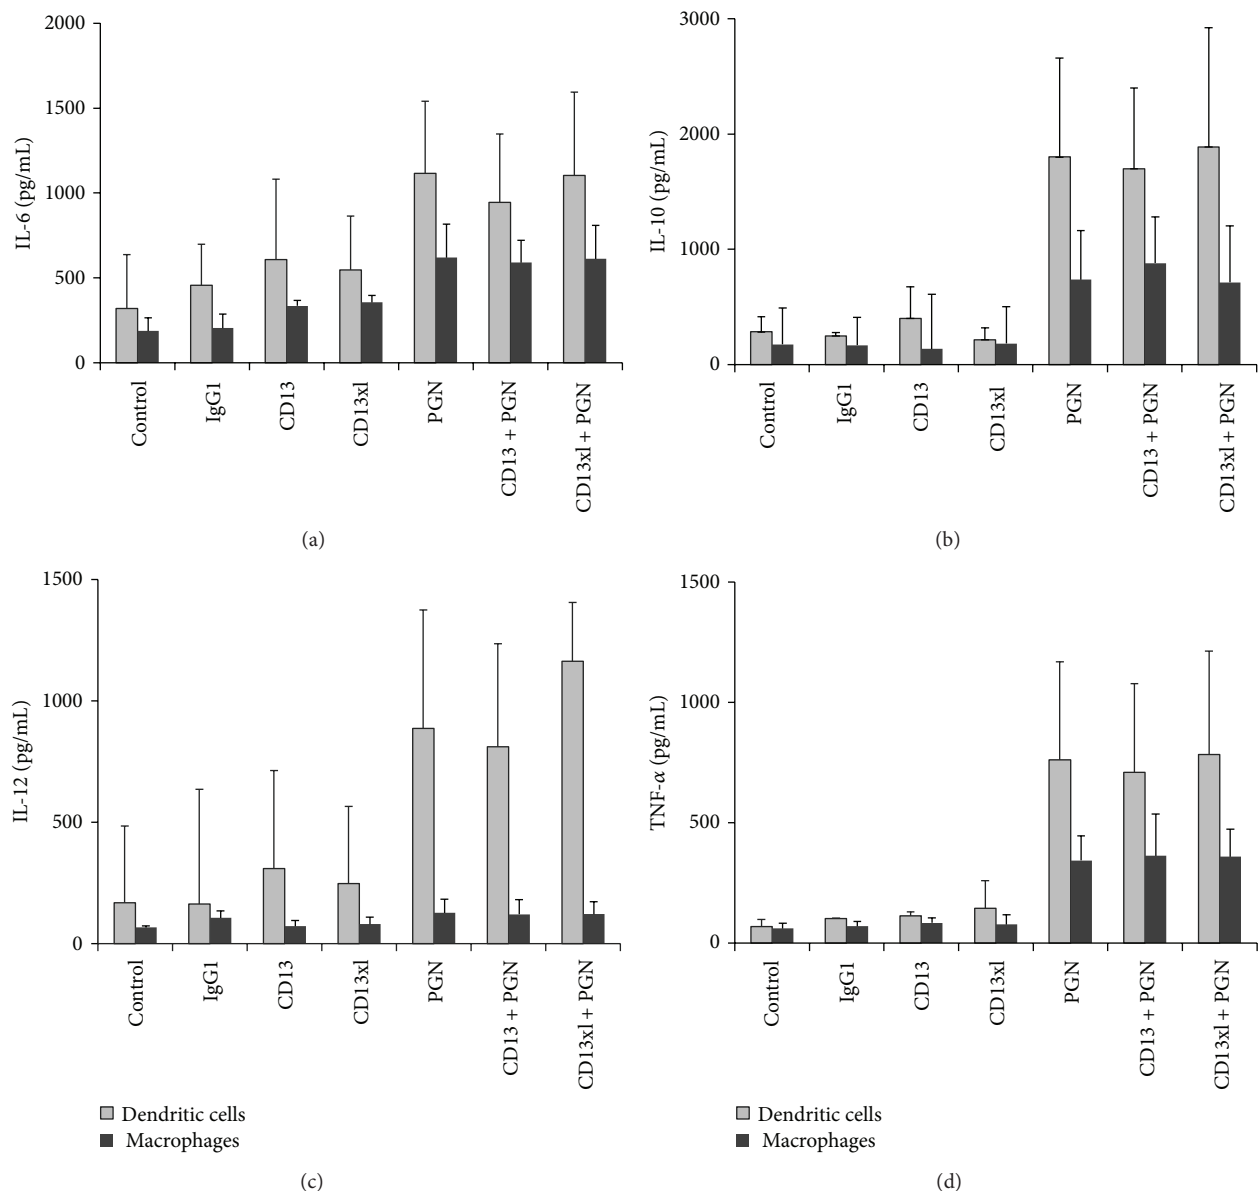 2000
1500
1000
500
0
IL-6 (pg/mL)
Control
IgG1
CD13
CD13xl
PGN
CD13 + PGN
CD13xl + PGN
(a)
3000
2000
1000
0
IL-10 (pg/mL)
Control
IgG1
CD13
CD13xl
PGN
CD13 + PGN
CD13xl + PGN
(b)
1500
1000
500
0
IL-12 (pg/mL)
Control
IgG1
CD13
CD13xl
PGN
CD13 + PGN
CD13xl + PGN
Dendritic cells
Macrophages
(c)
1500
1000
500
0
TNF-α (pg/mL)
Control
IgG1
CD13
CD13xl
PGN
CD13 + PGN
CD13xl + PGN
Dendritic cells
Macrophages
(d)